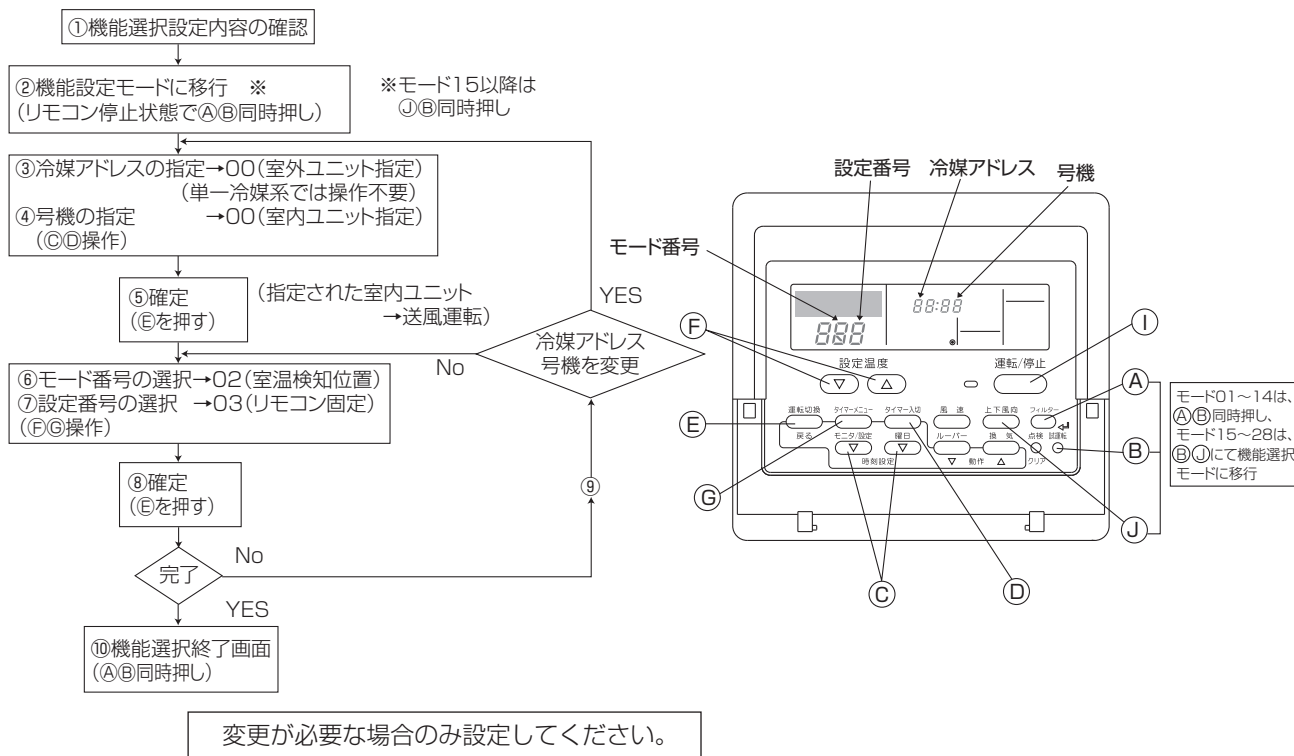 ①機能選択設定内容の確認
②機能設定モードに移行　※
(リモコン停止状態でⒶⒷ同時押し)
※モード15以降は
ⒿⒷ同時押し
③冷媒アドレスの指定→00(室外ユニット指定)
(単一冷媒系では操作不要)
④号機の指定　→00(室内ユニット指定)
(ⒸⒹ操作)
⑤確定
(Ⓔを押す)
(指定された室内ユニット
→送風運転)
YES
冷媒アドレス
号機を変更
No
⑥モード番号の選択→02(室温検知位置)
⑦設定番号の選択　→03(リモコン固定)
(ⒻⒼ操作)
⑧確定
(Ⓔを押す)
⑨
完了
No
YES
⑩機能選択終了画面
(ⒶⒷ同時押し)
変更が必要な場合のみ設定してください。
設定番号　冷媒アドレス　号機
モード番号
88:88
888
Ⓕ
Ⓘ
設定温度
運転/停止
▽ △
Ⓐ
運転切換 タイマーメニュー タイマー入切 風速 上下風向 フィルター
Ⓔ
戻る モニタ/設定 曜日 ルーバー 換気 点検 試運転
▽ ▽
Ⓑ
時刻設定 ▽ 動作 △ クリア
Ⓖ
Ⓙ
Ⓒ
Ⓓ
モード01～14は、
ⒶⒷ同時押し、
モード15～28は、
ⒷⒿにて機能選択
モードに移行